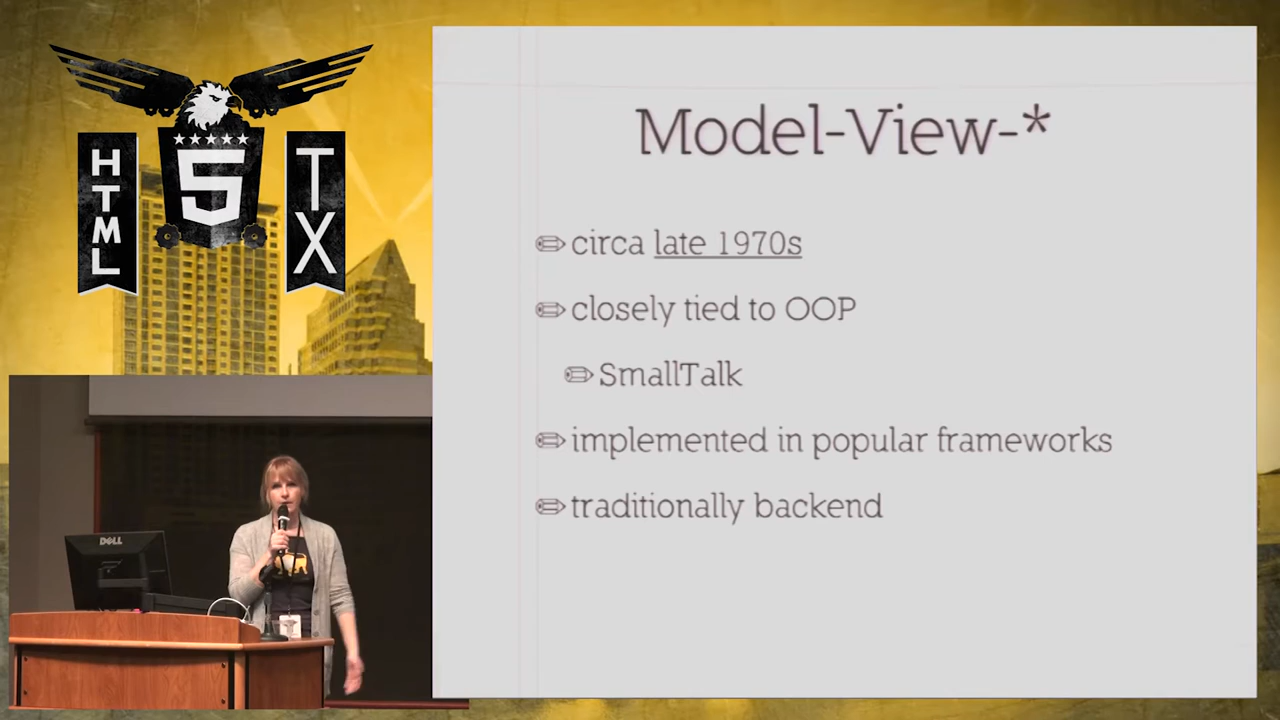 HTML
5
TX
Model-View-*
circa late 1970s
closely tied to OOP
SmallTalk
implemented in popular frameworks
traditionally backend
DELL